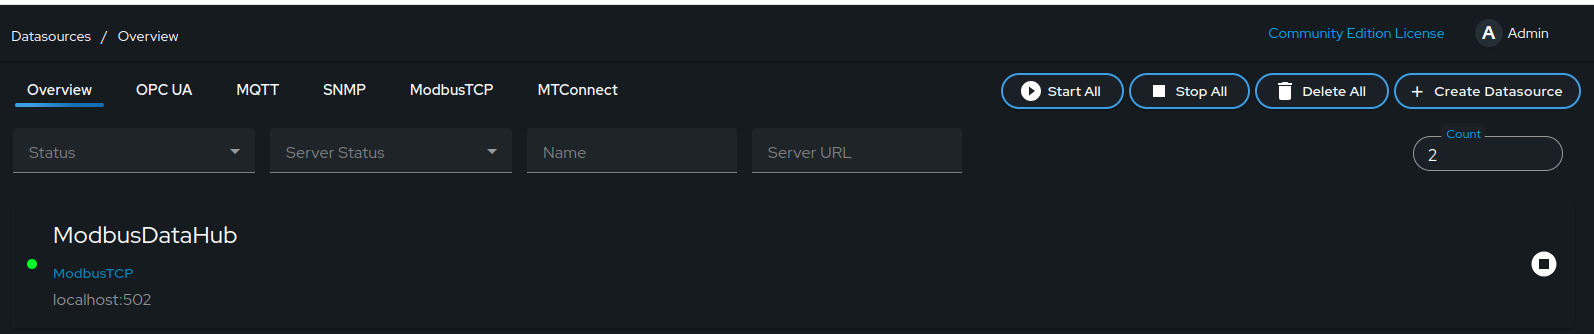 Datasources / Overview
Community Edition License
A Admin
Overview OPC UA MQTT SNMP ModbusTCP MTConnect
Start All Stop All Delete All + Create Datasource
Status Server Status Name Server URL
Count
2
ModbusDataHub
ModbusTCP
localhost:502